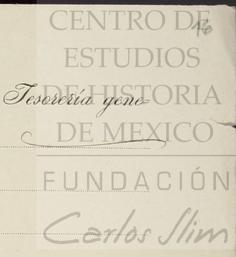 CENTRO DE
ESTUDIOS
Tesorería gene-
DE HISTORIA
DE MEXICO
FUNDACIÓN
Carlos Slim